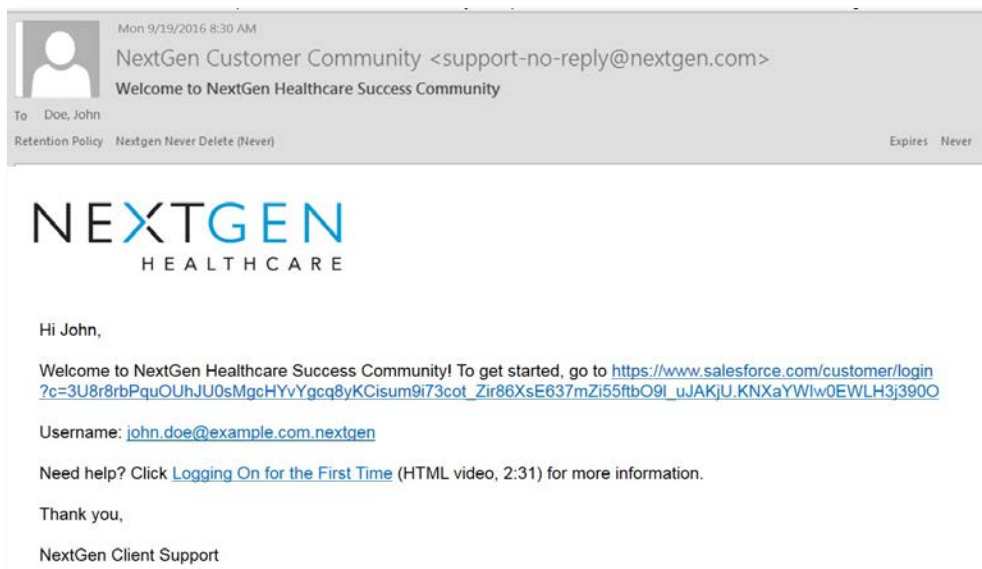 Mon 9/19/2016 8:30 AM
NextGen Customer Community <support-no-reply@nextgen.com>
Welcome to NextGen Healthcare Success Community
To Doe, John
Retention Policy Nextgen Never Delete (Never) Expires Never
NEXTGEN
HEALTHCARE
Hi John,
Welcome to NextGen Healthcare Success Community! To get started, go to https://www.salesforce.com/customer/login
?c=3U8r8rbPquOUhJU0sMgcHYvYgcq8yKCisum9i73cot_Zir86XsE637mZi55ftbO9l_uJAKjU.KNXaYWIw0EWLH3j390O
Username: john.doe@example.com.nextgen
Need help? Click Logging On for the First Time (HTML video, 2:31) for more information.
Thank you,
NextGen Client Support